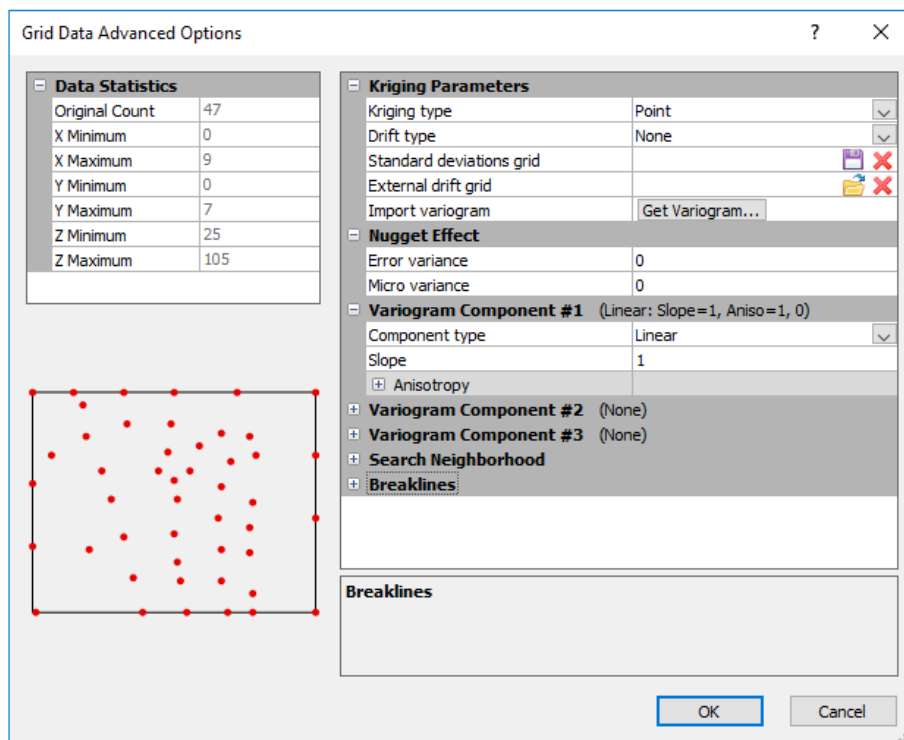 Grid Data Advanced Options ?
Data Statistics
Original Count 47
X Minimum 0
X Maximum 9
Y Minimum 0
Y Maximum 7
Z Minimum 25
Z Maximum 105
Kriging Parameters
Kriging type Point
Drift type None
Standard deviations grid
External drift grid
Import variogram Get Variogram...
Nugget Effect
Error variance 0
Micro variance 0
Variogram Component #1 (Linear: Slope=1, Aniso=1, 0)
Component type Linear
Slope 1
Anisotropy
Variogram Component #2 (None)
Variogram Component #3 (None)
Search Neighborhood
Breaklines
Breaklines
OK Cancel